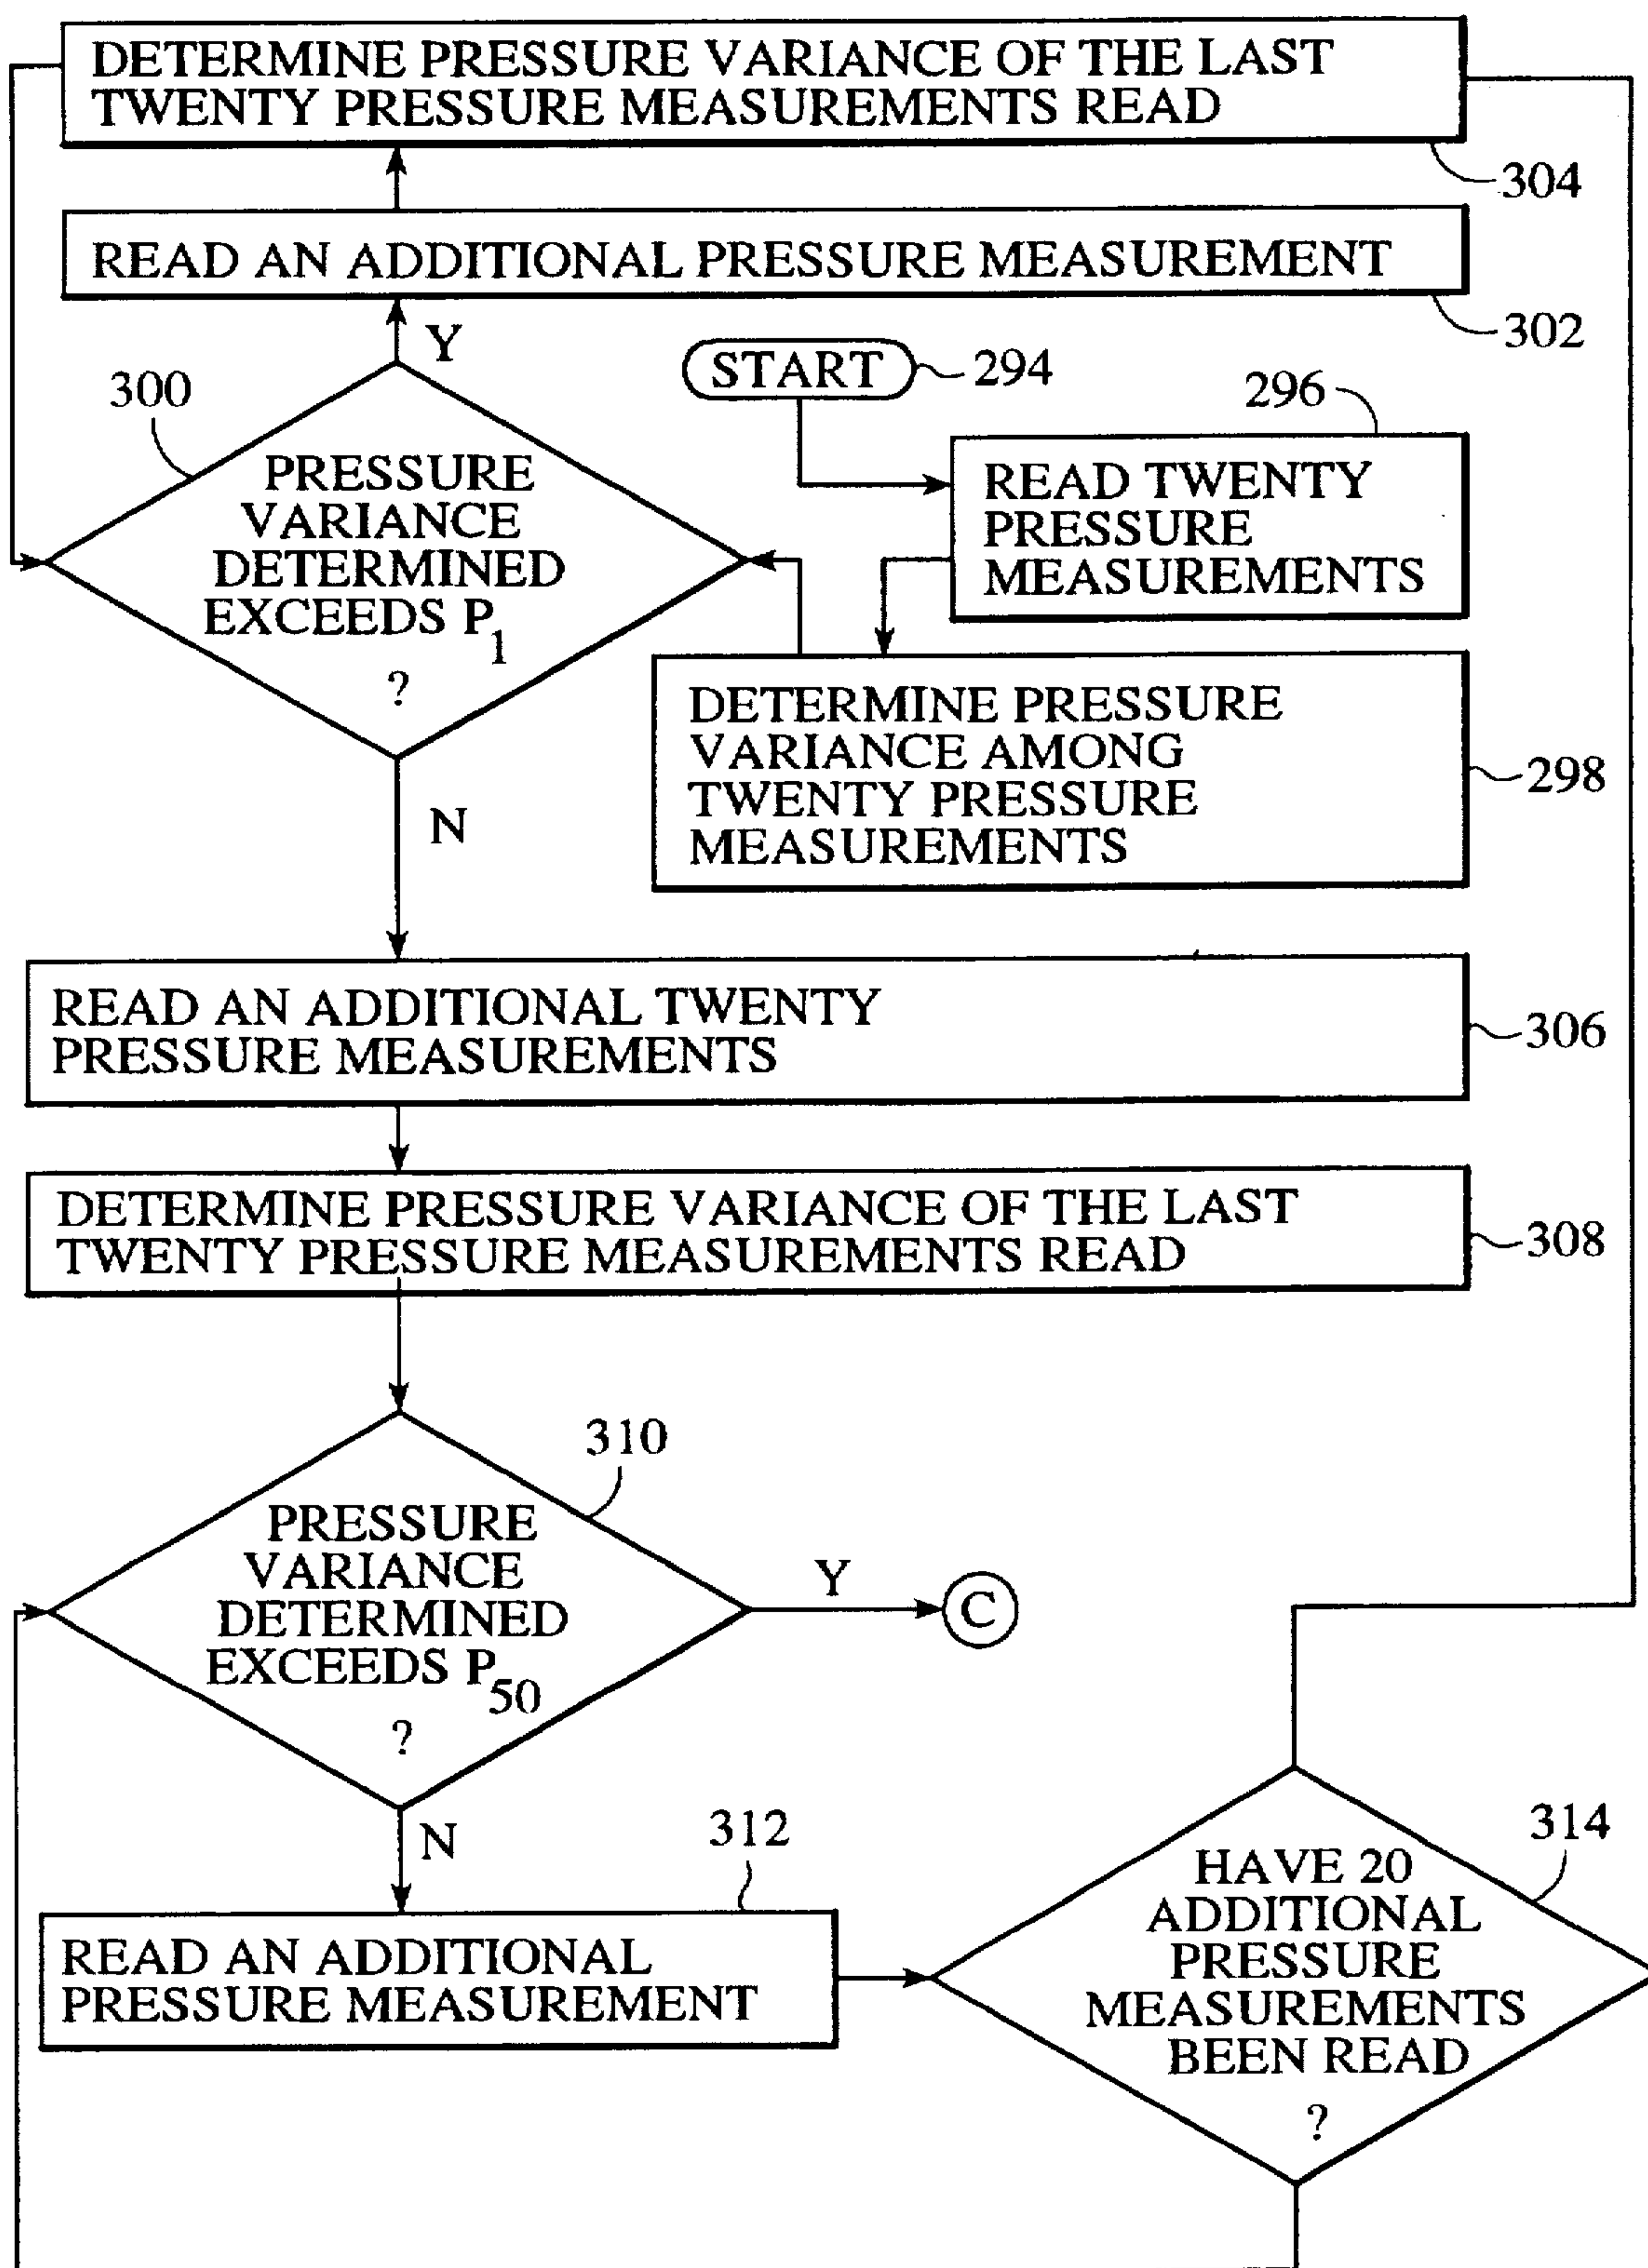 DETERMINE PRESSURE VARIANCE OF THE LAST
TWENTY PRESSURE MEASUREMENTS READ
304
READ AN ADDITIONAL PRESSURE MEASUREMENT
302
Y
START
294
300
296
PRESSURE
VARIANCE
DETERMINED
EXCEEDS P1
?
READ TWENTY
PRESSURE
MEASUREMENTS
DETERMINE PRESSURE
VARIANCE AMONG
TWENTY PRESSURE
MEASUREMENTS
298
N
READ AN ADDITIONAL TWENTY
PRESSURE MEASUREMENTS
306
DETERMINE PRESSURE VARIANCE OF THE LAST
TWENTY PRESSURE MEASUREMENTS READ
308
310
PRESSURE
VARIANCE
DETERMINED
EXCEEDS P50
?
Y
C
N
312
READ AN ADDITIONAL
PRESSURE MEASUREMENT
314
HAVE 20
ADDITIONAL
PRESSURE
MEASUREMENTS
BEEN READ
?